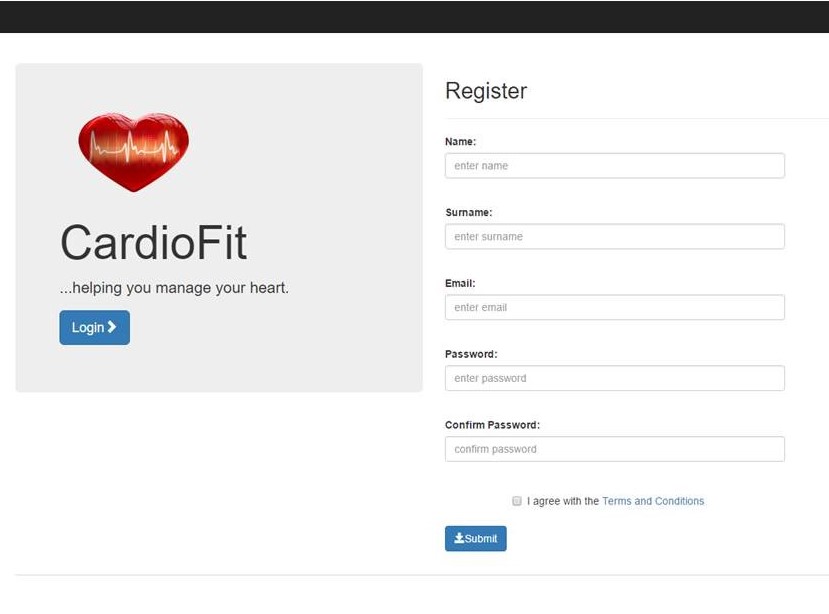 CardioFit
...helping you manage your heart.
Login
Register
Name:
enter name
Surname:
enter surname
Email:
enter email
Password:
enter password
Confirm Password:
confirm password
I agree with the Terms and Conditions
Submit